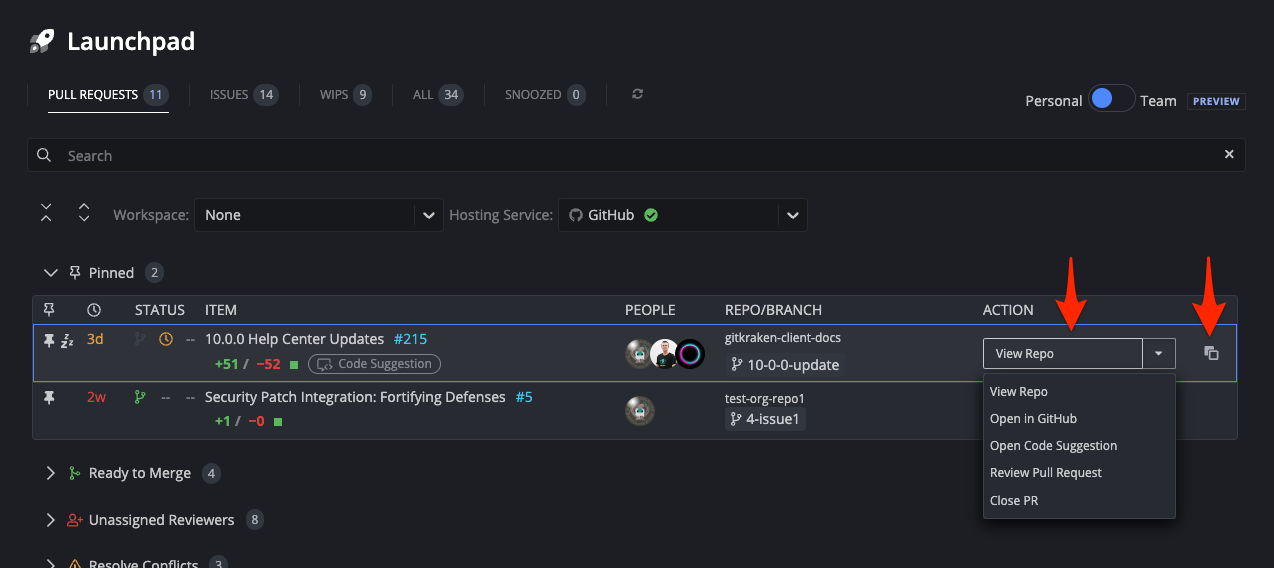 Launchpad
PULL REQUESTS 11 ISSUES 14 WIPS 9 ALL 34 SNOOZED 0
Personal Team PREVIEW
Search
Workspace: None Hosting Service: GitHub
Pinned 2
STATUS ITEM PEOPLE REPO/BRANCH ACTION
3d -- 10.0.0 Help Center Updates #215 gitkraken-client-docs
+51 / −52 Code Suggestion 10-0-0-update View Repo
2w -- -- Security Patch Integration: Fortifying Defenses #5 test-org-repo1
+1 / −0 4-issue1
View Repo
Open in GitHub
Open Code Suggestion
Review Pull Request
Close PR
Ready to Merge 4
Unassigned Reviewers 8
Resolve Conflicts 3